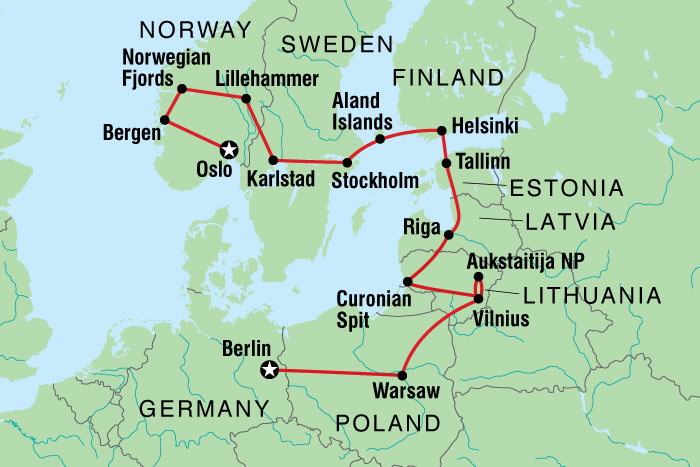 NORWAY
SWEDEN
Norwegian
Fjords
Lillehammer
FINLAND
Aland
Islands
Bergen
Helsinki
Oslo
Karlstad
Stockholm
Tallinn
ESTONIA
LATVIA
Riga
Aukstaitija NP
Curonian
Spit
LITHUANIA
Vilnius
Berlin
Warsaw
GERMANY
POLAND